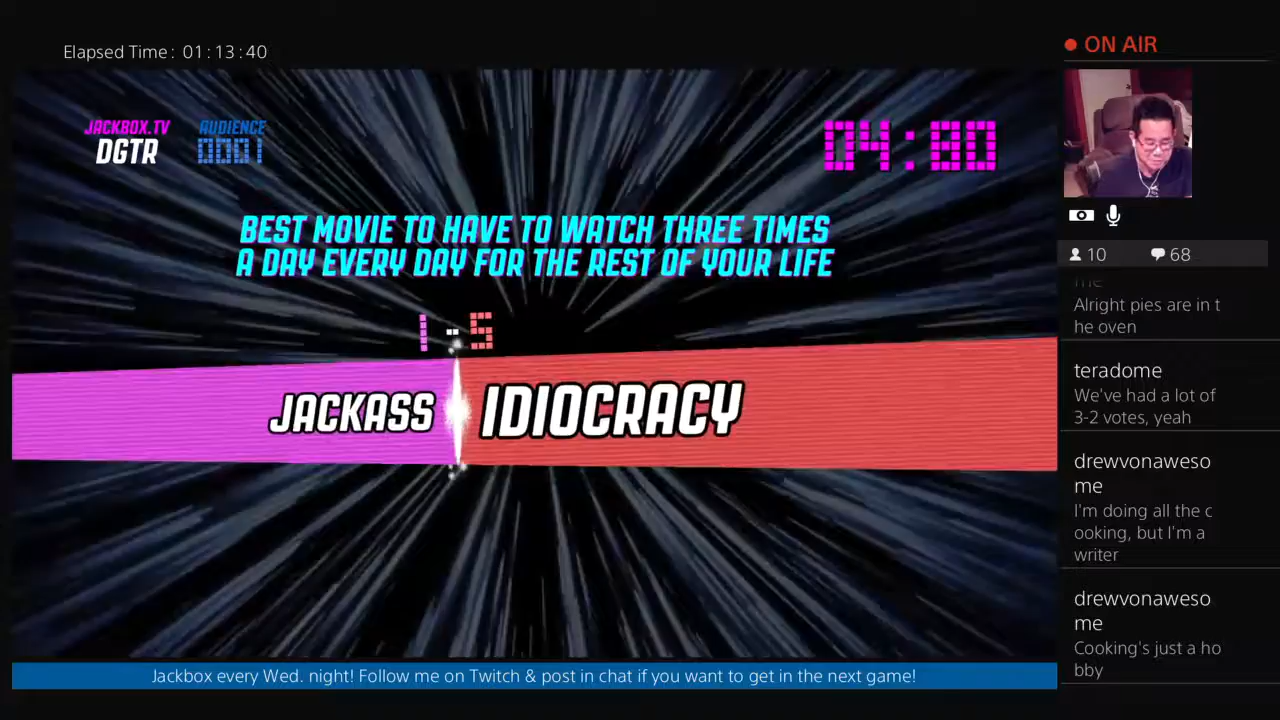 Elapsed Time: 01:13:40
ON AIR
JACKBOX.TV
DGTR
AUDIENCE
0001
04:80
BEST MOVIE TO HAVE TO WATCH THREE TIMES
A DAY EVERY DAY FOR THE REST OF YOUR LIFE
1-5
JACKASS
IDIOCRACY
10
68
me
Alright pies are in t
he oven
teradome
We've had a lot of
3-2 votes, yeah
drewvonaweso
me
I'm doing all the c
ooking, but I'm a
writer
drewvonaweso
me
Cooking's just a ho
bby
Jackbox every Wed. night! Follow me on Twitch & post in chat if you want to get in the next game!